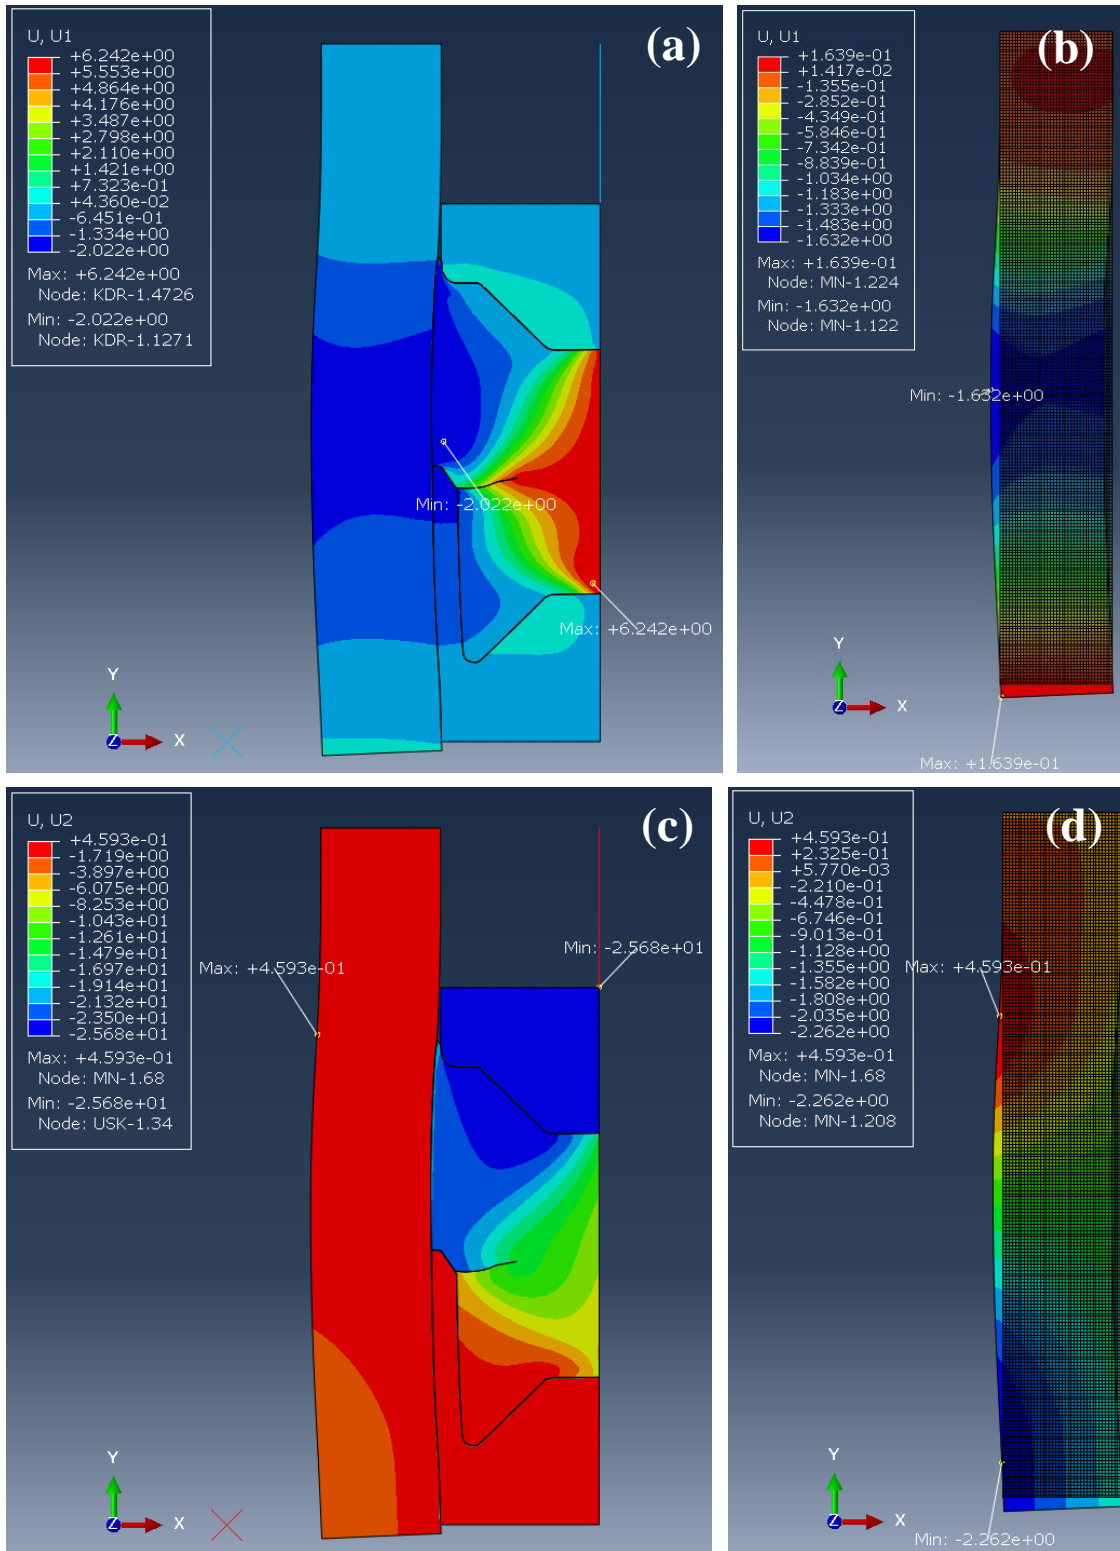 (a)
U, U1
+6.242e+00
+5.553e+00
+4.864e+00
+4.176e+00
+3.487e+00
+2.798e+00
+2.110e+00
+1.421e+00
+7.323e-01
+4.360e-02
-6.451e-01
-1.334e+00
-2.022e+00
Max: +6.242e+00
Node: KDR-1.4726
Min: -2.022e+00
Node: KDR-1.1271
Min: -2.022e+00
Max: +6.242e+00
Y
Z
X
(b)
U, U1
+1.639e-01
+1.417e-02
-1.355e-01
-2.852e-01
-4.349e-01
-5.846e-01
-7.342e-01
-8.839e-01
-1.034e+00
-1.183e+00
-1.333e+00
-1.483e+00
-1.632e+00
Max: +1.639e-01
Node: MN-1.224
Min: -1.632e+00
Node: MN-1.122
Min: -1.632e+00
Y
Z
X
Max: +1.639e-01
(c)
U, U2
+4.593e-01
-1.719e+00
-3.897e+00
-6.075e+00
-8.253e+00
-1.043e+01
-1.261e+01
-1.479e+01
-1.697e+01
-1.914e+01
-2.132e+01
-2.350e+01
-2.568e+01
Max: +4.593e-01
Node: MN-1.68
Min: -2.568e+01
Node: USK-1.34
Min: -2.568e+01
Max: +4.593e-01
Y
Z
X
(d)
U, U2
+4.593e-01
+2.325e-01
+5.770e-03
-2.210e-01
-4.478e-01
-6.746e-01
-9.013e-01
-1.128e+00
-1.355e+00
-1.582e+00
-1.808e+00
-2.035e+00
-2.262e+00
Max: +4.593e-01
Node: MN-1.68
Min: -2.262e+00
Node: MN-1.208
Max: +4.593e-01
Y
Z
X
Min: -2.262e+00